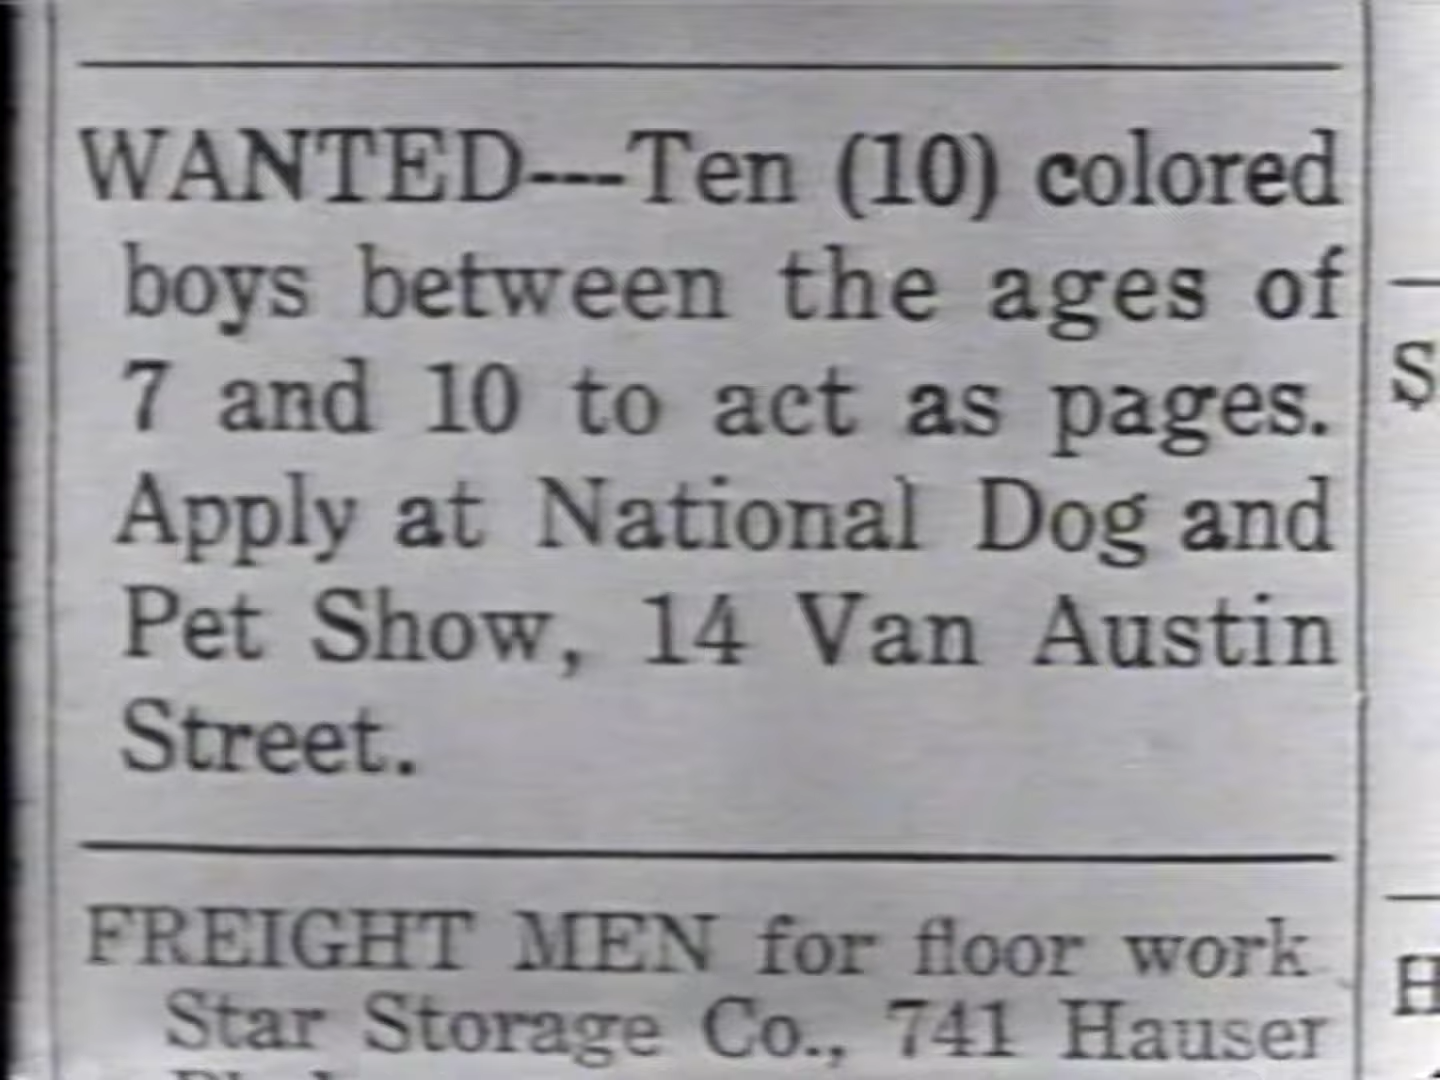 WANTED---Ten (10) colored
boys between the ages of
7 and 10 to act as pages.
Apply at National Dog and
Pet Show, 14 Van Austin
Street.
FREIGHT MEN for floor work
Star Storage Co., 741 Hauser
S
H